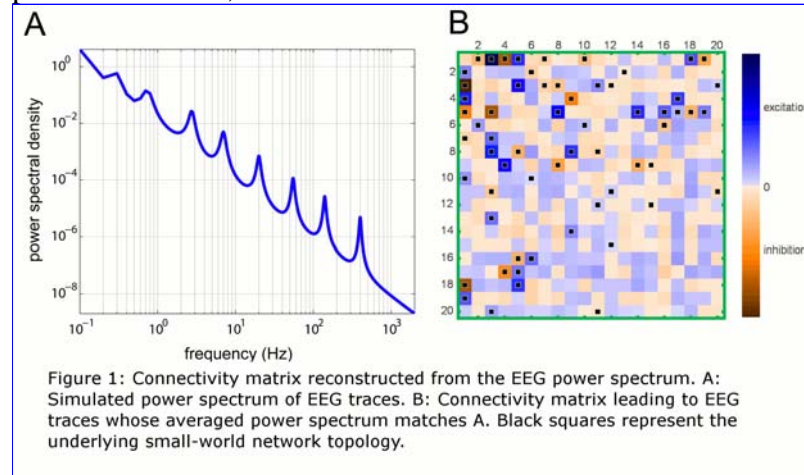 A
B
power spectral density
10^0
10^-2
10^-4
10^-6
10^-8
10^-1
10^0
10^1
10^2
10^3
frequency (Hz)
2 4 6 8 10 12 14 16 18 20
2
4
6
8
10
12
14
16
18
20
excitation
0
inhibition
Figure 1: Connectivity matrix reconstructed from the EEG power spectrum. A:
Simulated power spectrum of EEG traces. B: Connectivity matrix leading to EEG
traces whose averaged power spectrum matches A. Black squares represent the
underlying small-world network topology.